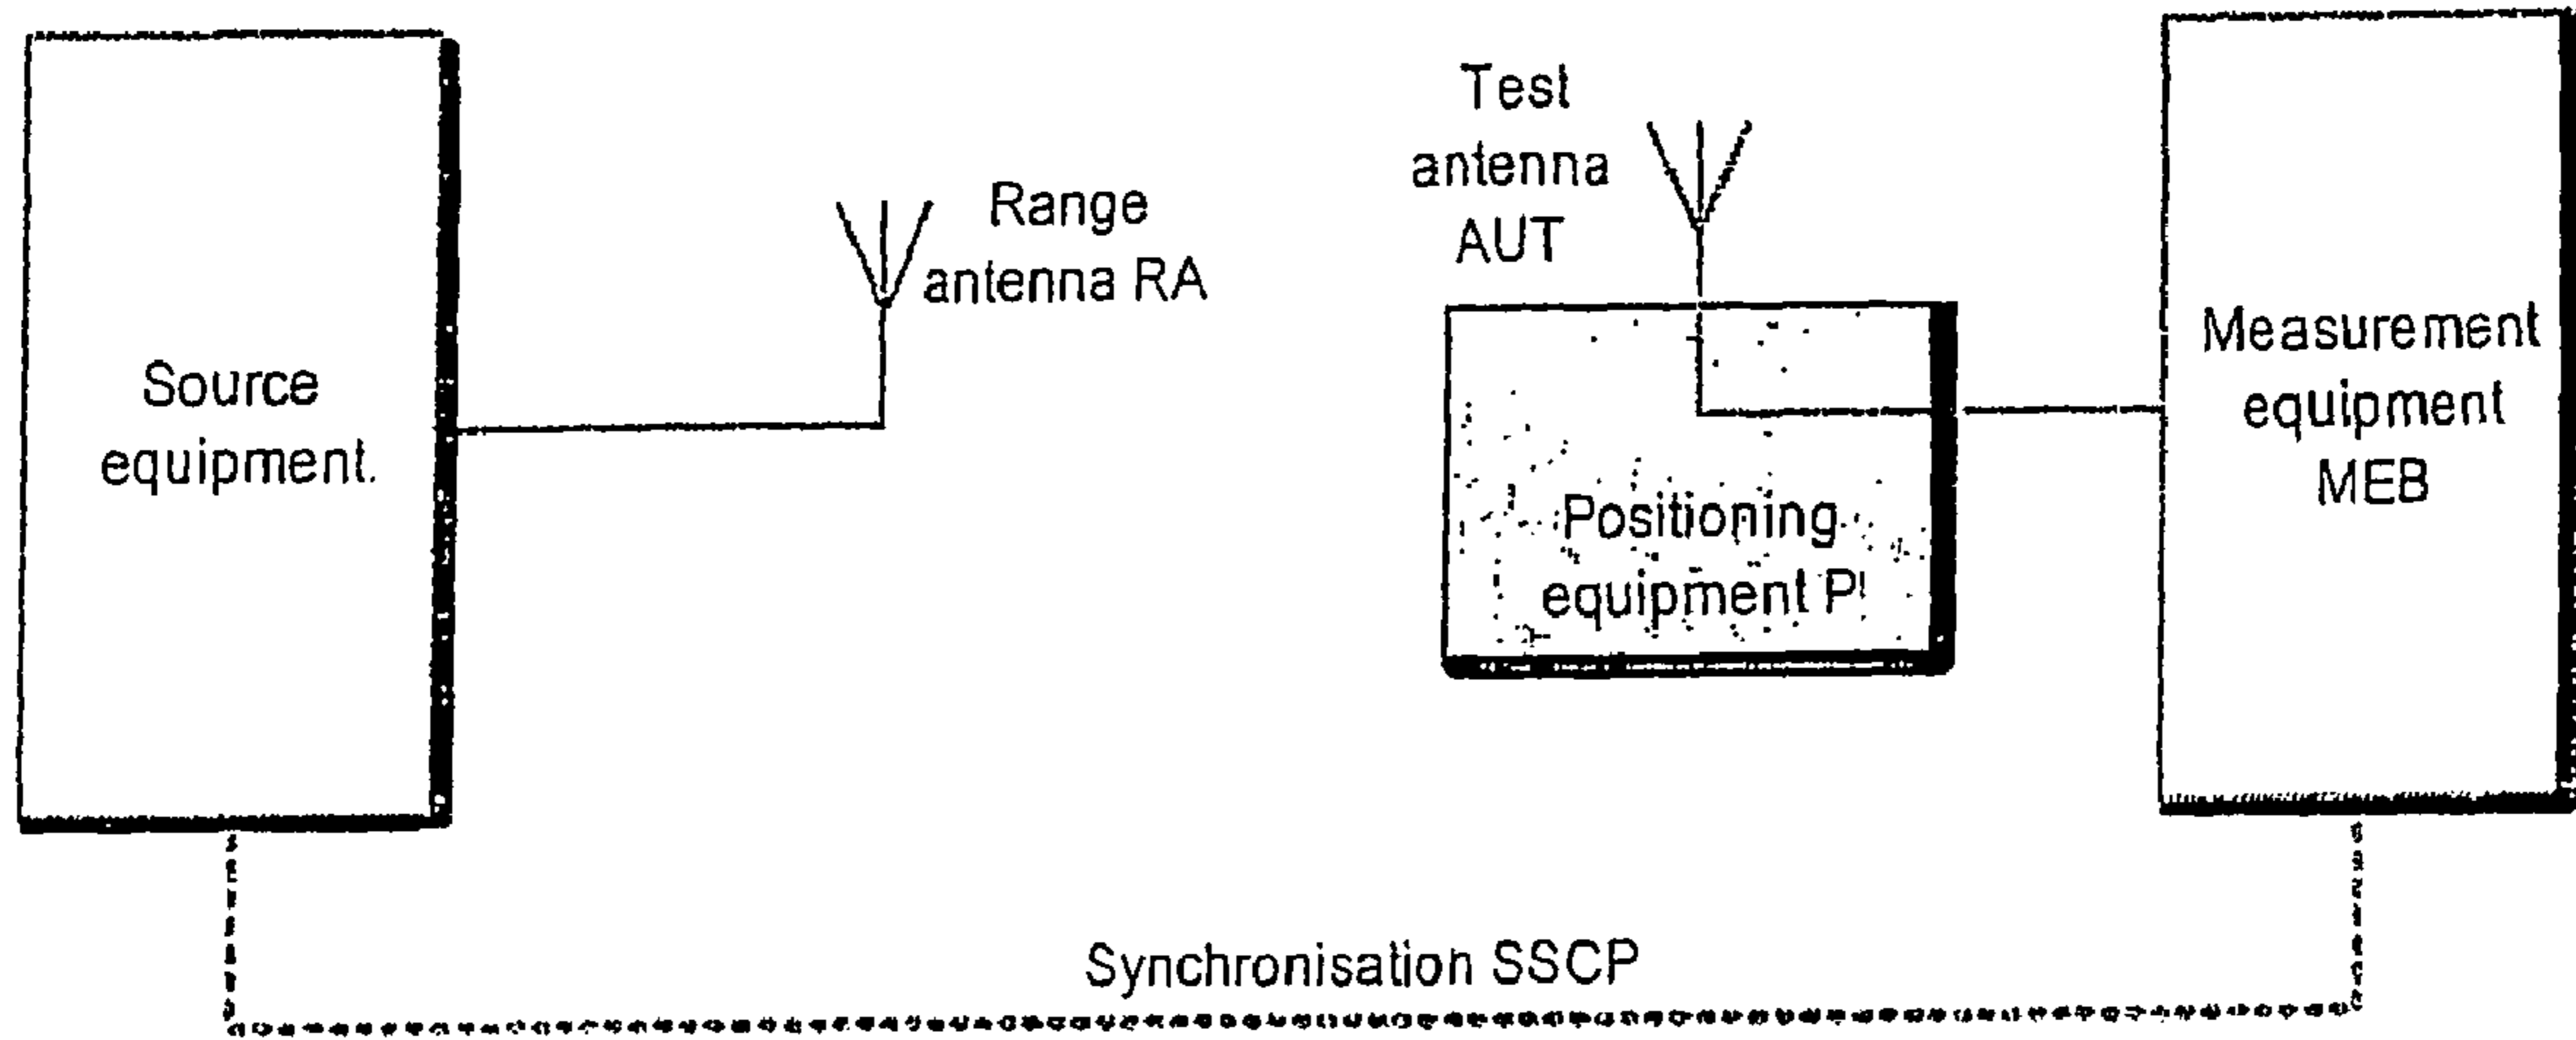 Source
equipment.
Range
antenna RA
Test
antenna
AUT
Positioning
equipment
Measurement
equipment
MEB
Synchronisation SSCP